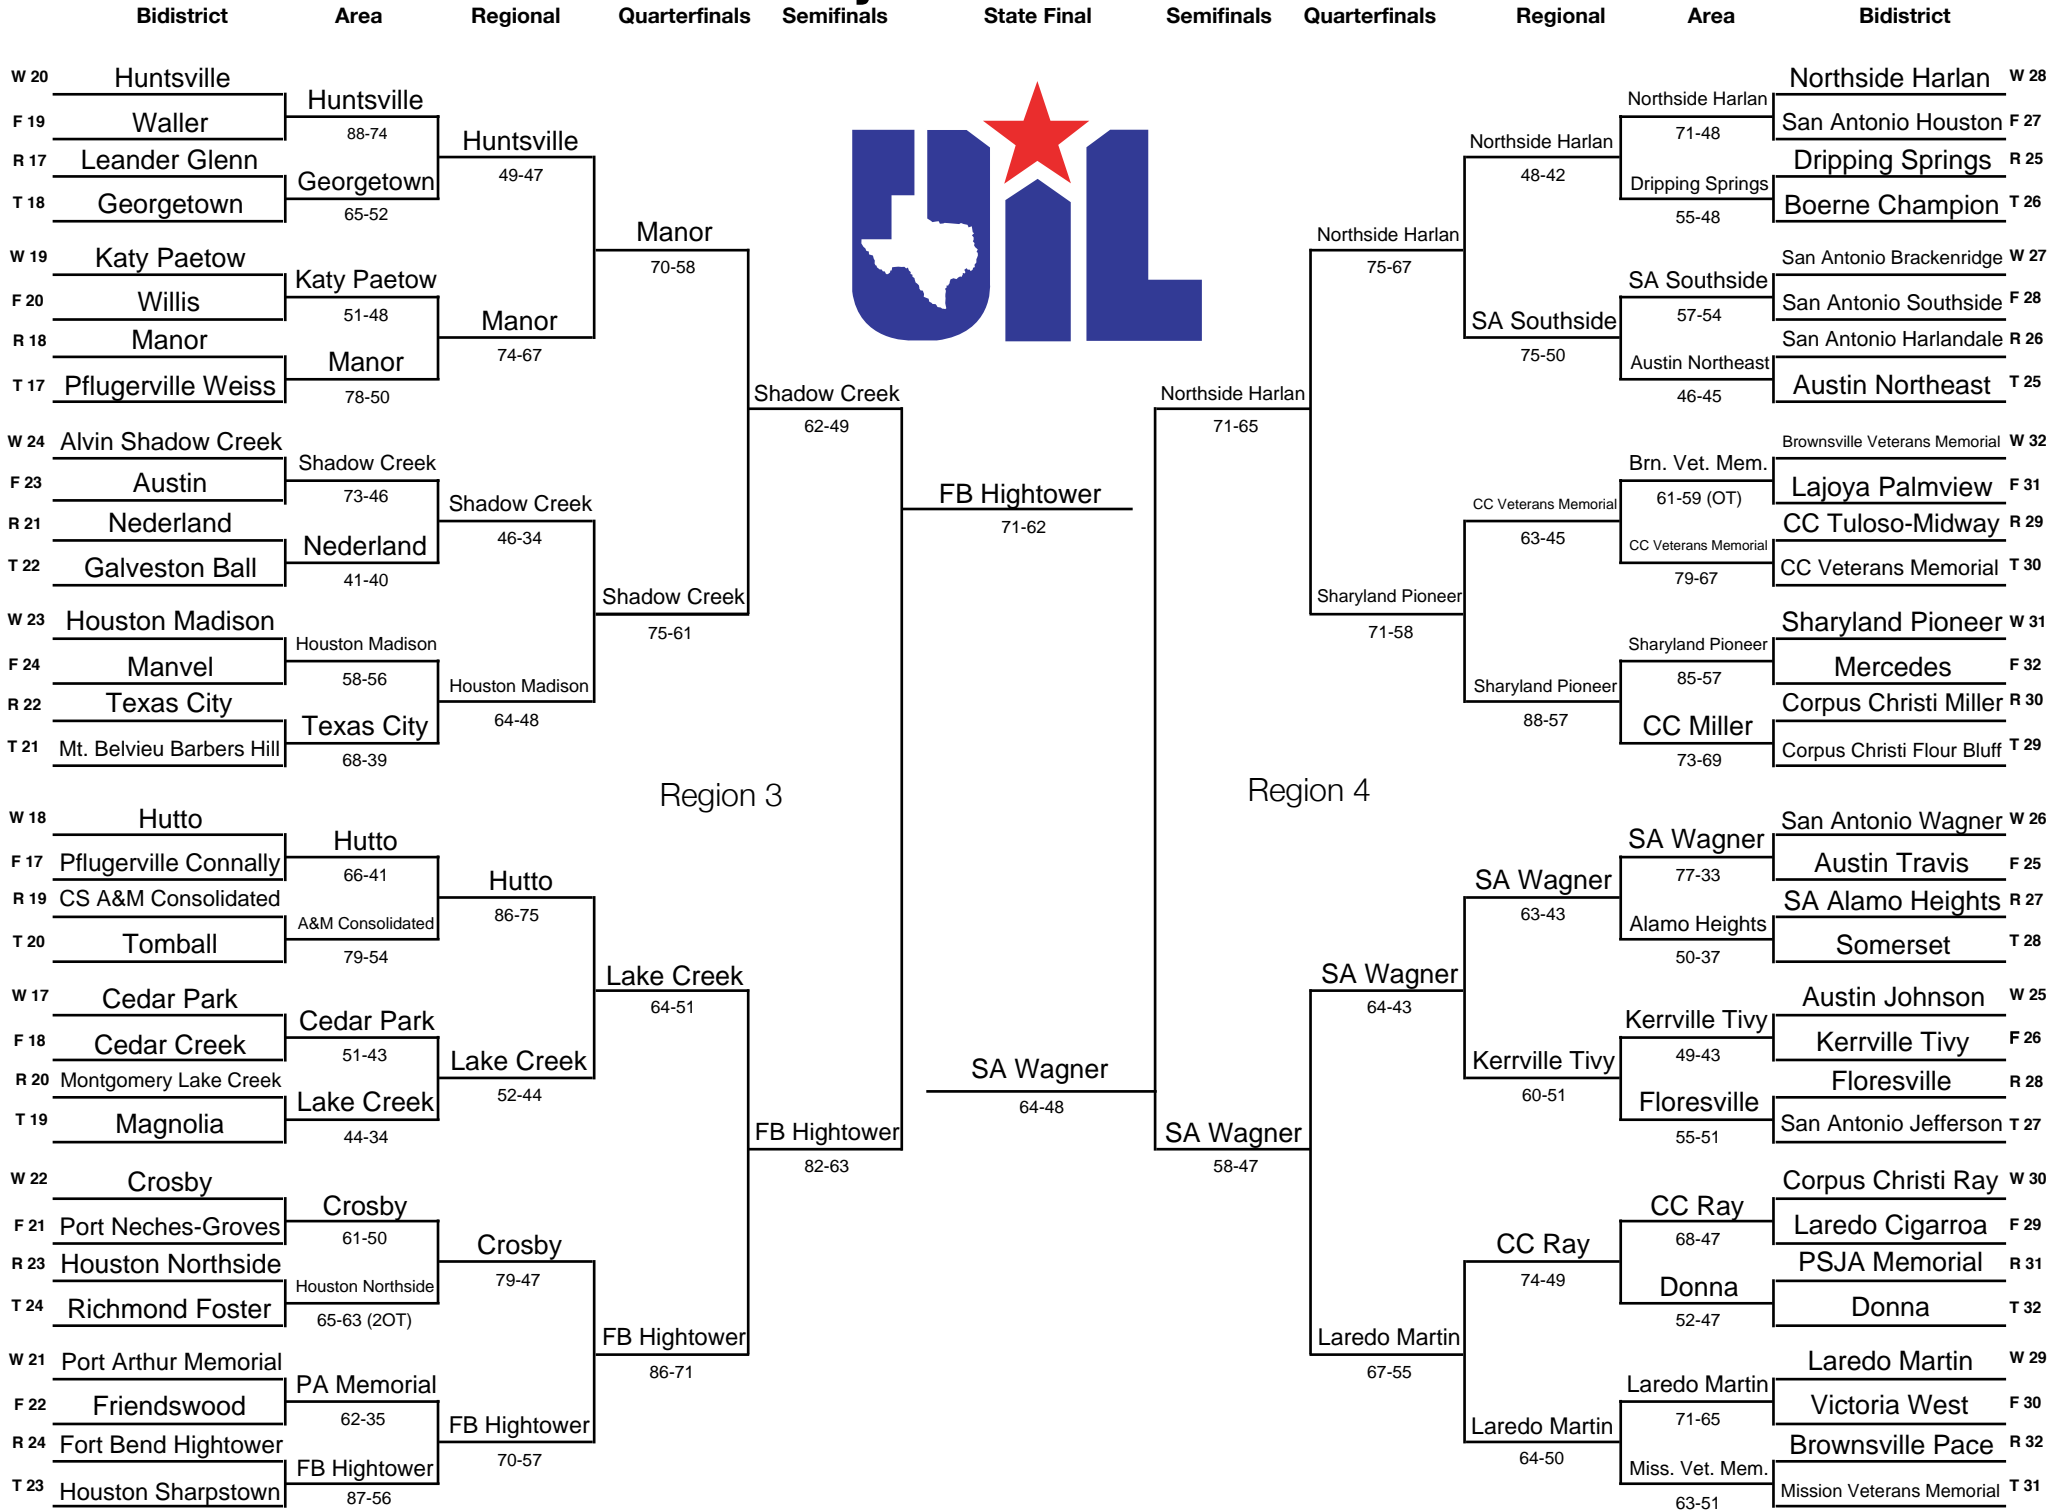 Bidistrict Area Regional Quarterfinals Semifinals State Final Semifinals Quarterfinals Regional Area Bidistrict
W 20 Huntsville
F 19 Waller
R 17 Leander Glenn
T 18 Georgetown
W 19 Katy Paetow
F 20 Willis
R 18 Manor
T 17 Pflugerville Weiss
W 24 Alvin Shadow Creek
F 23 Austin
R 21 Nederland
T 22 Galveston Ball
W 23 Houston Madison
F 24 Manvel
R 22 Texas City
T 21 Mt. Belvieu Barbers Hill
W 18 Hutto
F 17 Pflugerville Connally
R 19 CS A&M Consolidated
T 20 Tomball
W 17 Cedar Park
F 18 Cedar Creek
R 20 Montgomery Lake Creek
T 19 Magnolia
W 22 Crosby
F 21 Port Neches-Groves
R 23 Houston Northside
T 24 Richmond Foster
W 21 Port Arthur Memorial
F 22 Friendswood
R 24 Fort Bend Hightower
T 23 Houston Sharpstown
Huntsville
88-74
Georgetown
65-52
Katy Paetow
51-48
Manor
78-50
Shadow Creek
73-46
Nederland
41-40
Houston Madison
58-56
Texas City
68-39
Hutto
66-41
A&M Consolidated
79-54
Cedar Park
51-43
Lake Creek
44-34
Crosby
61-50
Houston Northside
65-63 (2OT)
PA Memorial
62-35
FB Hightower
87-56
Huntsville
49-47
Manor
74-67
Shadow Creek
46-34
Houston Madison
64-48
Hutto
86-75
Lake Creek
52-44
Crosby
79-47
FB Hightower
70-57
Manor
70-58
Shadow Creek
75-61
Region 3
Lake Creek
64-51
FB Hightower
86-71
Shadow Creek
62-49
FB Hightower
82-63
UIL
FB Hightower
71-62
SA Wagner
64-48
Northside Harlan
71-65
SA Wagner
58-47
Northside Harlan
75-67
Sharyland Pioneer
71-58
Region 4
SA Wagner
64-43
Laredo Martin
67-55
Northside Harlan
48-42
SA Southside
75-50
CC Veterans Memorial
63-45
Sharyland Pioneer
88-57
SA Wagner
63-43
Kerrville Tivy
60-51
CC Ray
74-49
Laredo Martin
64-50
Northside Harlan
71-48
Dripping Springs
55-48
SA Southside
57-54
Austin Northeast
46-45
Brn. Vet. Mem.
61-59 (OT)
CC Veterans Memorial
79-67
Sharyland Pioneer
85-57
CC Miller
73-69
SA Wagner
77-33
Alamo Heights
50-37
Kerrville Tivy
49-43
Floresville
55-51
CC Ray
68-47
Donna
52-47
Laredo Martin
71-65
Miss. Vet. Mem.
63-51
Northside Harlan W 28
San Antonio Houston F 27
Dripping Springs R 25
Boerne Champion T 26
San Antonio Brackenridge W 27
San Antonio Southside F 28
San Antonio Harlandale R 26
Austin Northeast T 25
Brownsville Veterans Memorial W 32
Lajoya Palmview F 31
CC Tuloso-Midway R 29
CC Veterans Memorial T 30
Sharyland Pioneer W 31
Mercedes F 32
Corpus Christi Miller R 30
Corpus Christi Flour Bluff T 29
San Antonio Wagner W 26
Austin Travis F 25
SA Alamo Heights R 27
Somerset T 28
Austin Johnson W 25
Kerrville Tivy F 26
Floresville R 28
San Antonio Jefferson T 27
Corpus Christi Ray W 30
Laredo Cigarroa F 29
PSJA Memorial R 31
Donna T 32
Laredo Martin W 29
Victoria West F 30
Brownsville Pace R 32
Mission Veterans Memorial T 31